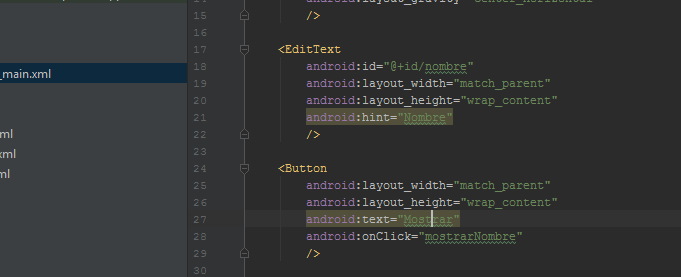 15 />
16
17 <EditText
18 android:id="@+id/nombre"
_main.xml
19 android:layout_width="match_parent"
20 android:layout_height="wrap_content"
21 android:hint="Nombre"
ml
22 />
xml
23
ml
24 <Button
25 android:layout_width="match_parent"
26 android:layout_height="wrap_content"
27 android:text="Mostrar"
28 android:onClick="mostrarNombre"
29 />
30